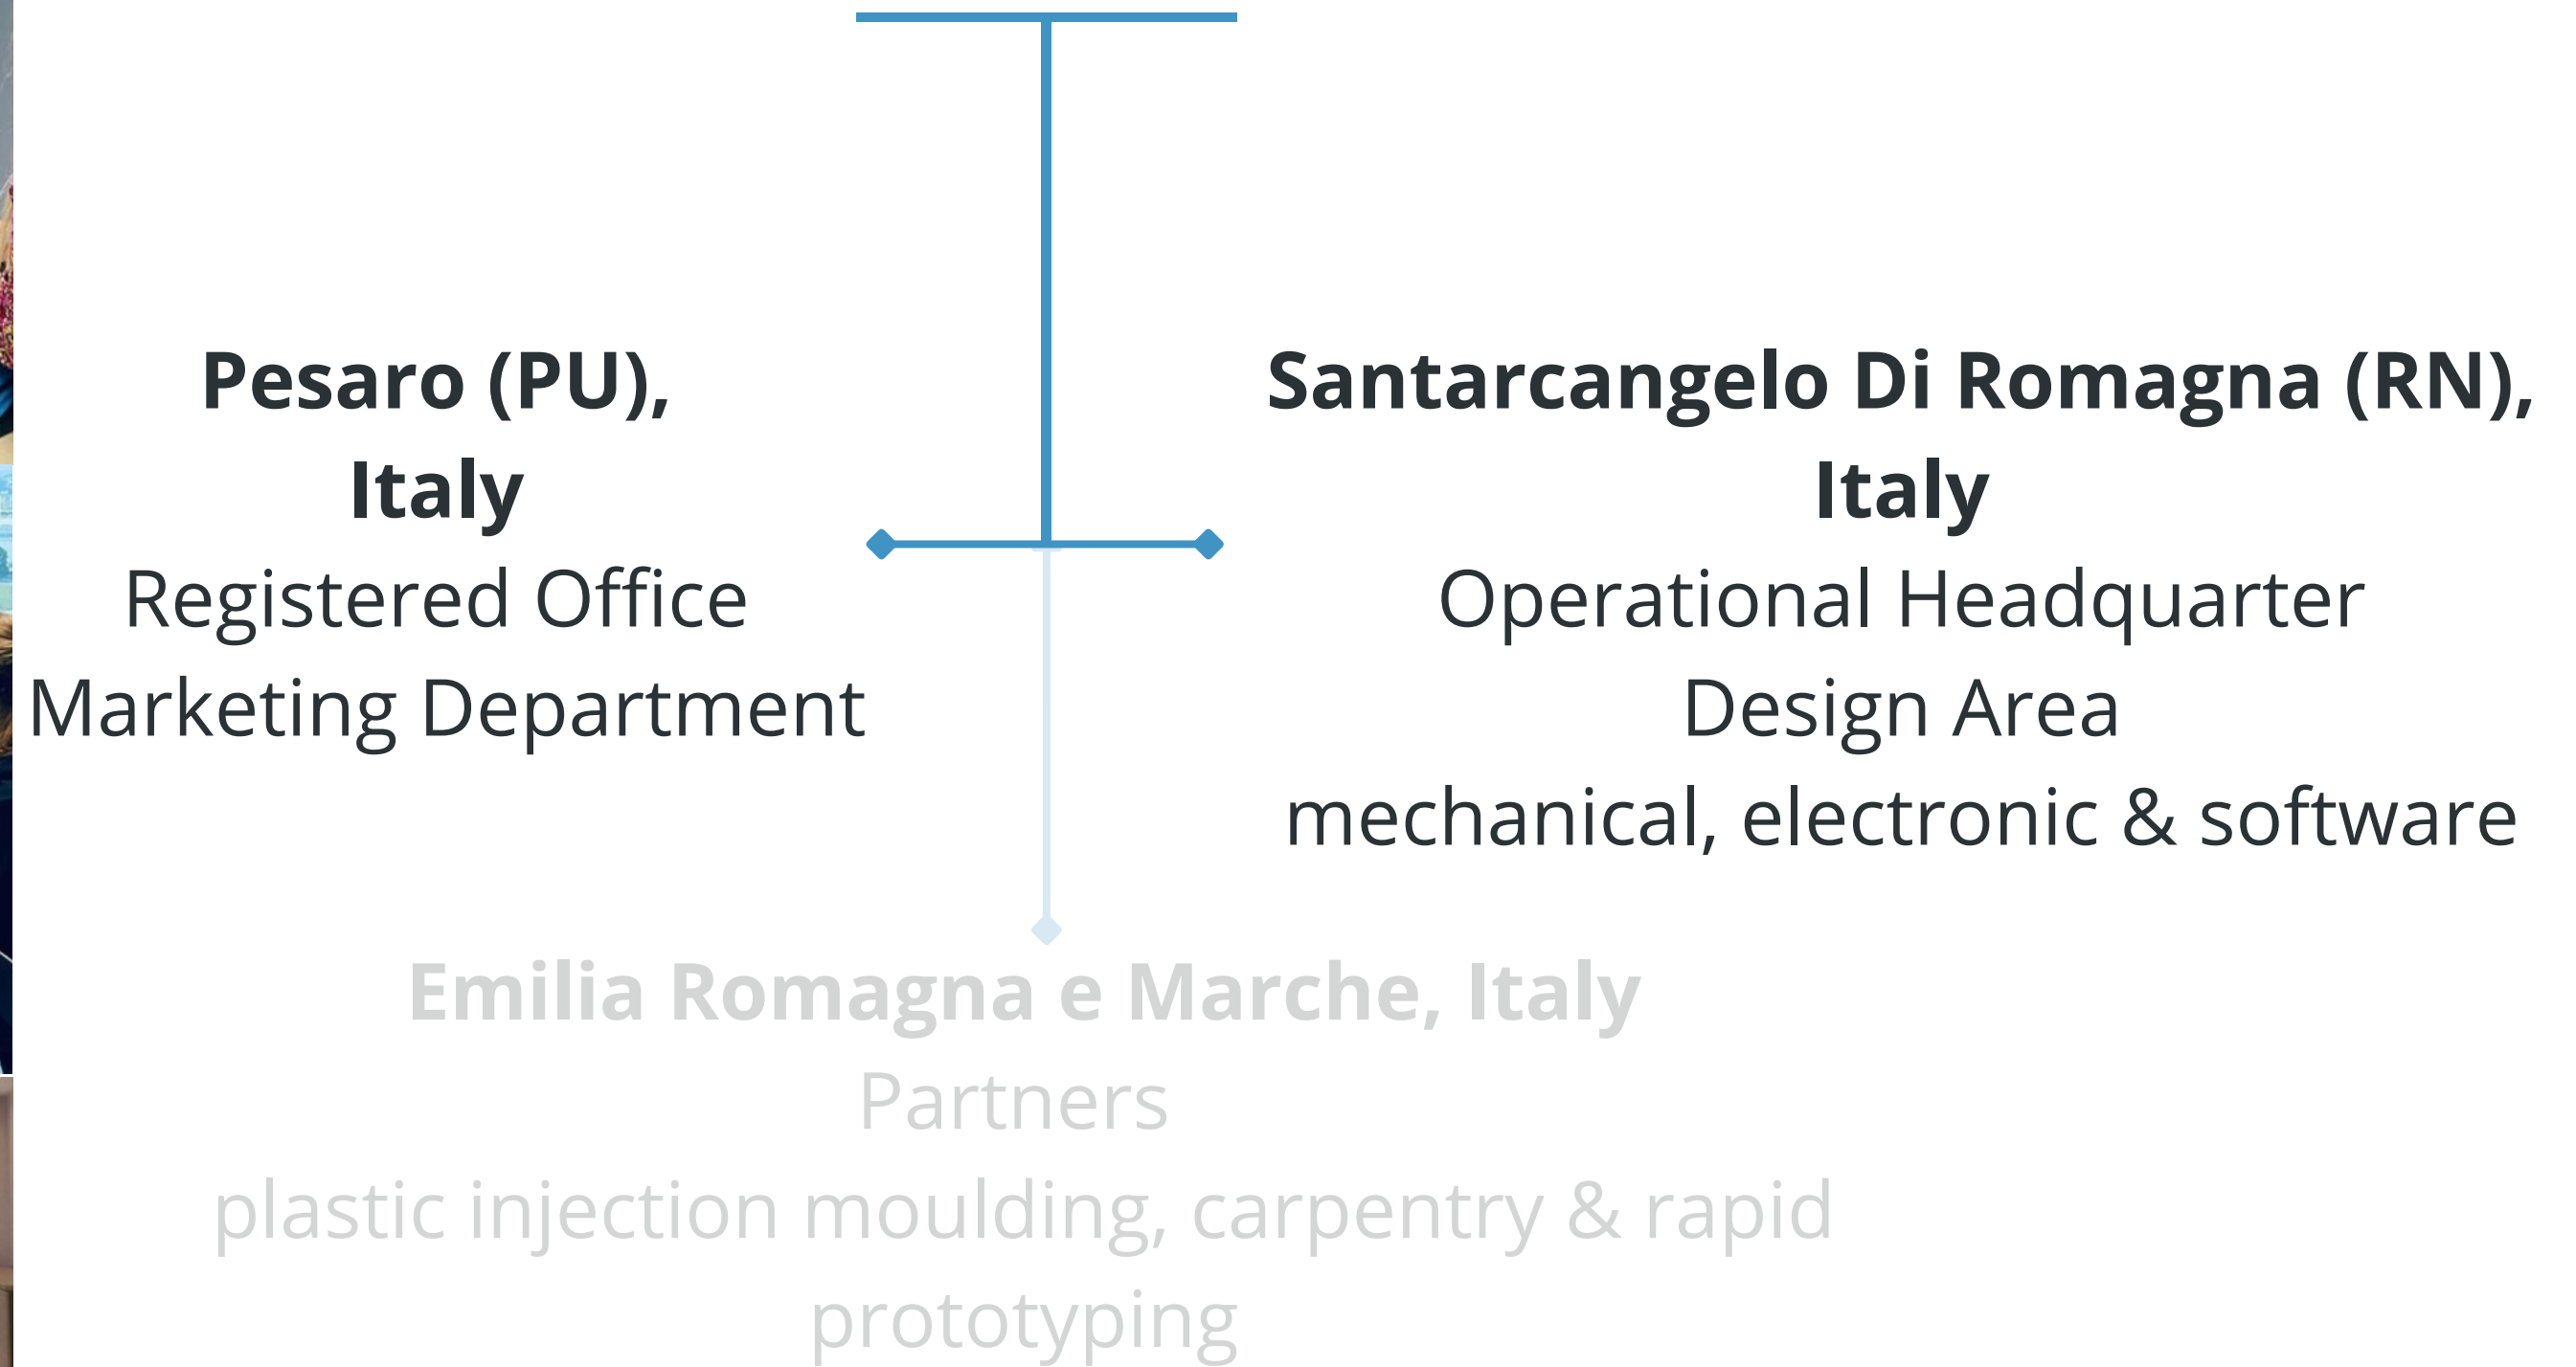 Pesaro (PU),
Italy
Registered Office
Marketing Department
Santarcangelo Di Romagna (RN),
Italy
Operational Headquarter
Design Area
mechanical, electronic & software
Emilia Romagna e Marche, Italy
Partners
plastic injection moulding, carpentry & rapid
prototyping